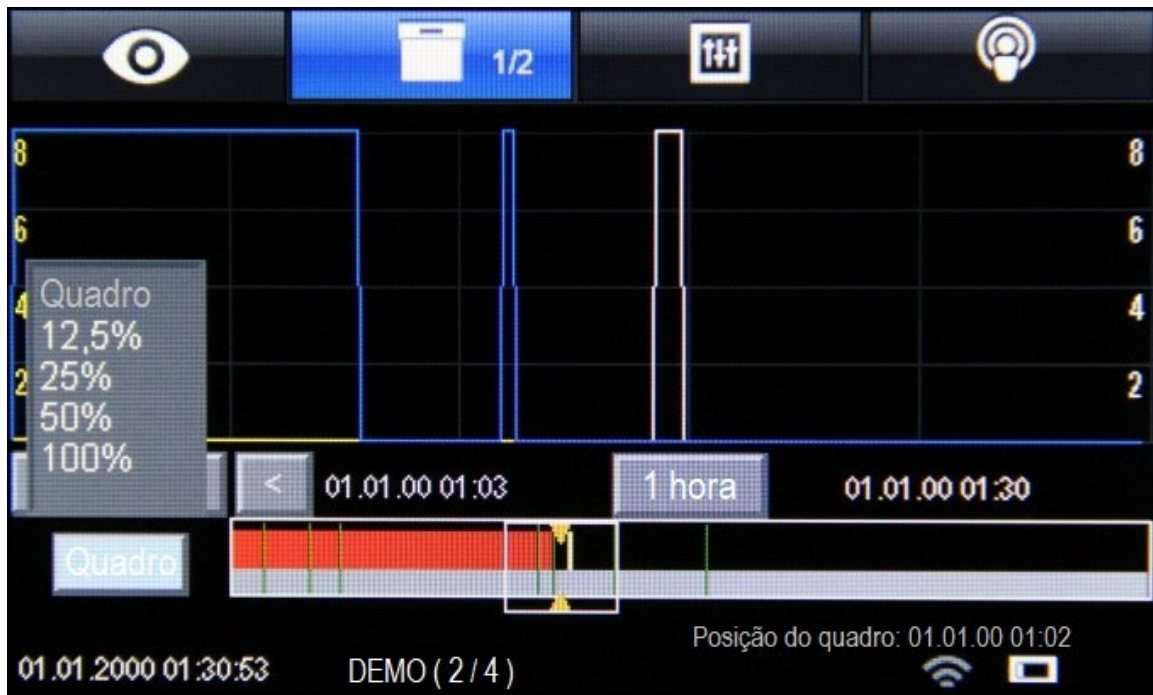 1/2
8 8
6 6
4 4
2 2
Quadro
12,5%
25%
50%
100%
< 01.01.00 01:03 1 hora 01.01.00 01:30
Quadro
Posição do quadro: 01.01.00 01:02
01.01.2000 01:30:53 DEMO ( 2 / 4 )